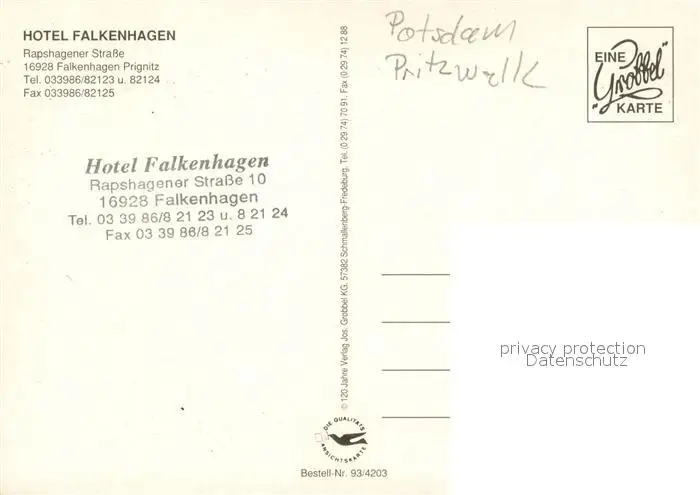 HOTEL FALKENHAGEN
Rapshagener Straße
16928 Falkenhagen-Prignitz
Tel. 033986/82123 u. 82124
Fax 033986/82125
Hotel Falkenhagen
Rapshagener Straße 10
16928 Falkenhagen
Tel. 03 39 86/8 21 23 u. 8 21 24
Fax 03 39 86/8 21 25
© 120 Jahre Verlag Jos. Grobbel KG, 57382 Schmallenberg-Fredeburg, Tel. (0 29 74) 70 91, Fax (0 29 74) 12 88
DIE QUALITÄTS
ANSICHTSKARTE
Bestell-Nr. 93/4203
Potsdam
Pritzwalk
EINE
"Grobbel"
KARTE
privacy protection
Datenschutz